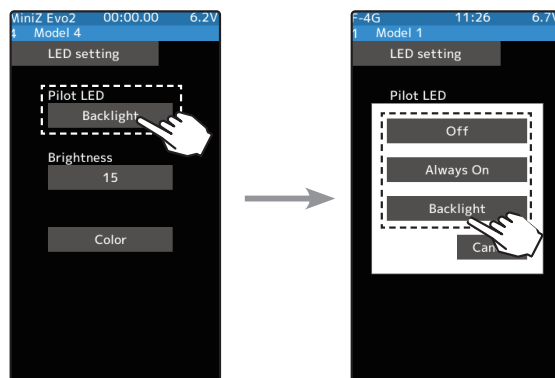 MiniZ Evo2 00:00.00 6.2V
4 Model 4
LED setting
Pilot LED
Backlight
Brightness
15
Color
F-4G 11:26 6.7V
1 Model 1
LED setting
Pilot LED
Off
Always On
Backlight